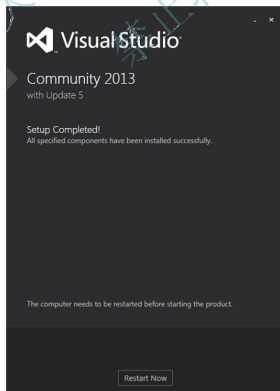 Visual Studio
Community 2013
with Update 5
Setup Completed!
All specified components have been installed successfully.
The computer needs to be restarted before starting the product.
Restart Now